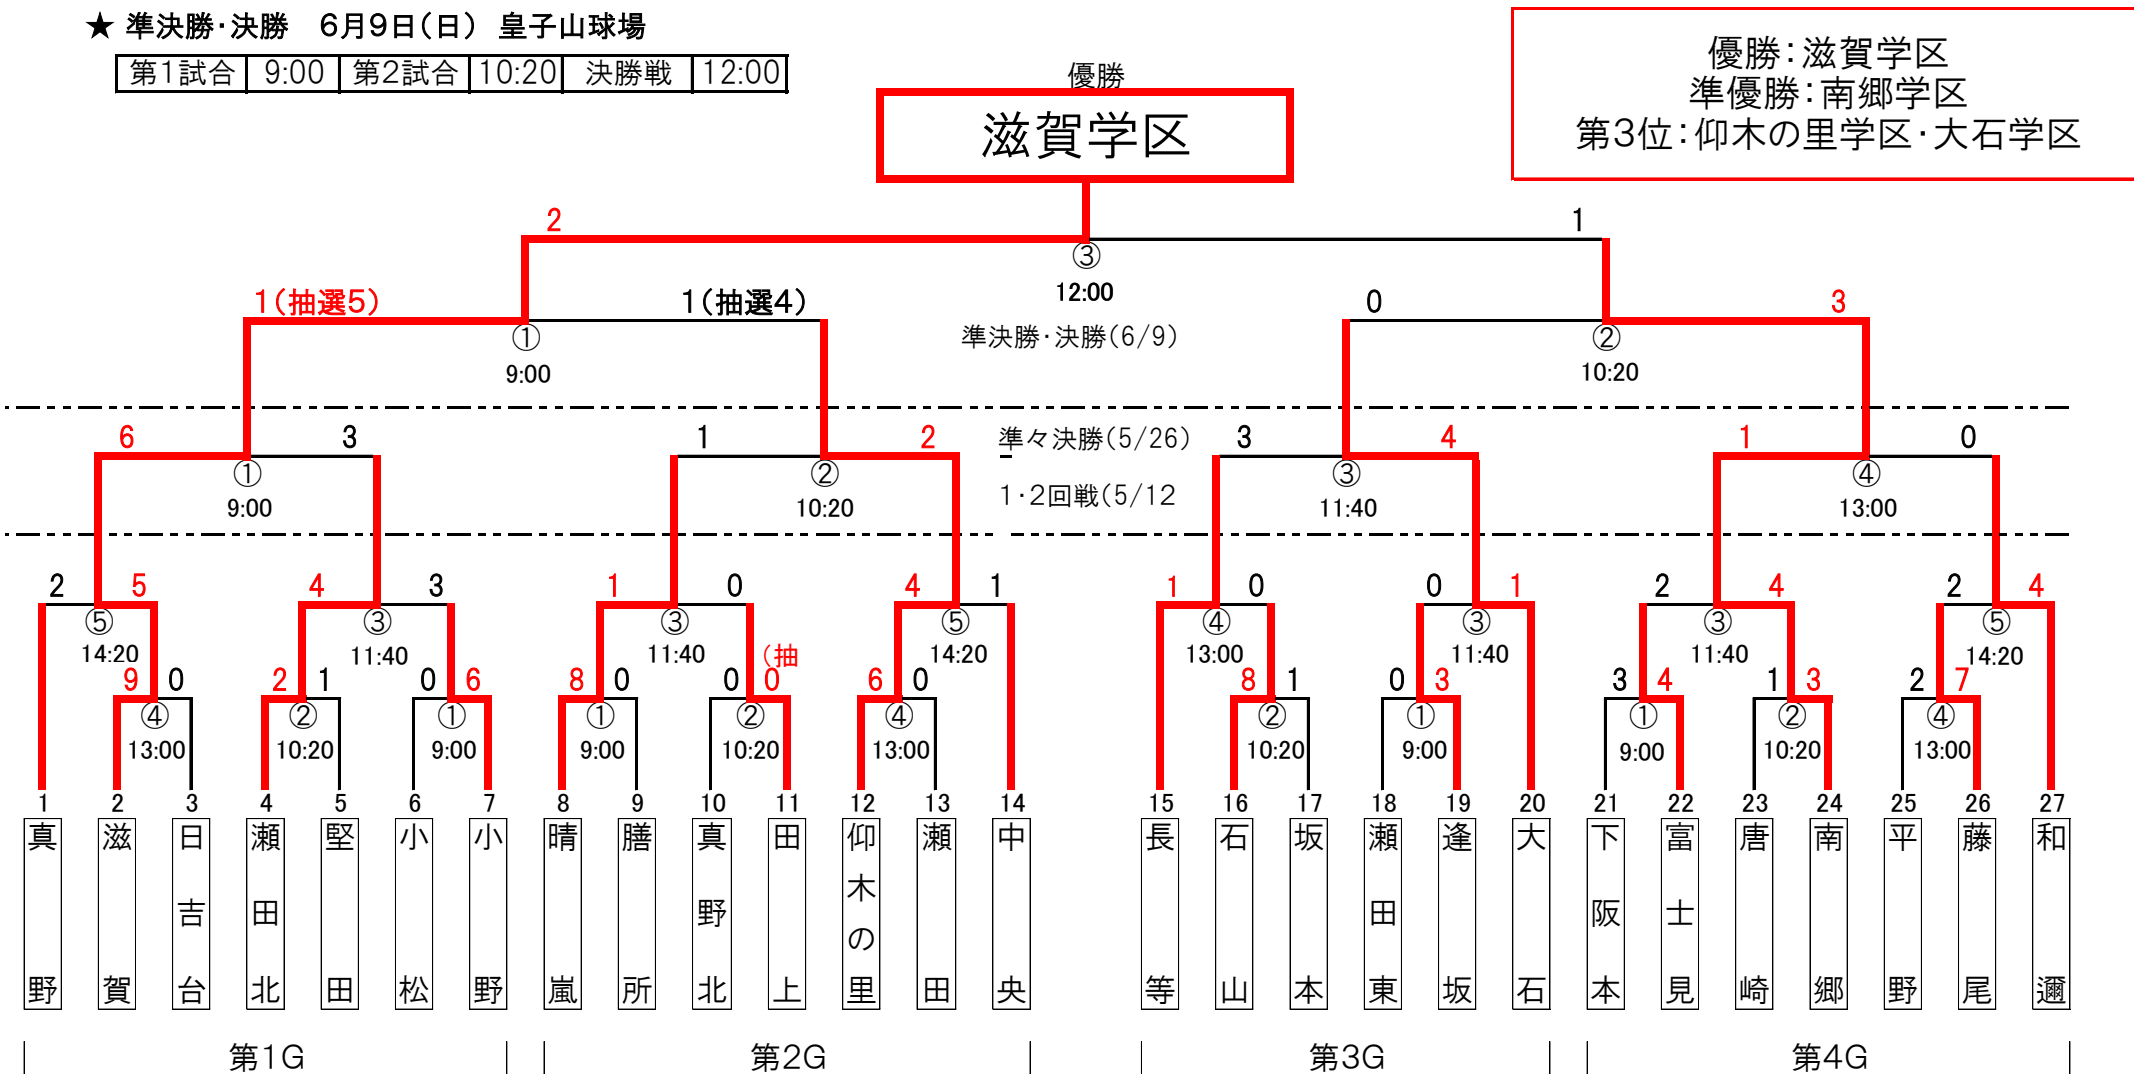 ★ 準決勝・決勝　6月9日(日)　皇子山球場
第1試合 9:00 第2試合 10:20 決勝戦 12:00
優勝:滋賀学区
準優勝:南郷学区
第3位:仰木の里学区・大石学区
優勝
滋賀学区
2 1
③
12:00
1(抽選5) 1(抽選4) 0 3
① ②
9:00 10:20
準決勝・決勝(6/9)
6 3 1 2 3 4 1 0
準々決勝(5/26)
① ② ③ ④
9:00 10:20 11:40 13:00
1・2回戦(5/12
2 5 4 3 1 0 4 1 1 0 0 1 2 4 2 4
⑤ ③ ③ ⑤ ④ ③ ③ ⑤
14:20 11:40 11:40 14:20 13:00 11:40 11:40 14:20
(抽
9 0 2 1 0 6 8 0 0 0 6 0 8 1 0 3 3 4 1 3 2 7
④ ② ① ① ② ④ ② ① ① ② ④
13:00 10:20 9:00 9:00 10:20 13:00 10:20 9:00 9:00 10:20 13:00
1 2 3 4 5 6 7 8 9 10 11 12 13 14 15 16 17 18 19 20 21 22 23 24 25 26 27
真野
滋賀
日吉台
瀬田北
堅田
小松
小野
晴嵐
膳所
真野北
田上
仰木の里
瀬田
中央
長等
石山
坂本
瀬田東
逢坂
大石
下阪本
富士見
唐崎
南郷
平野
藤尾
和邇
第1G 第2G 第3G 第4G